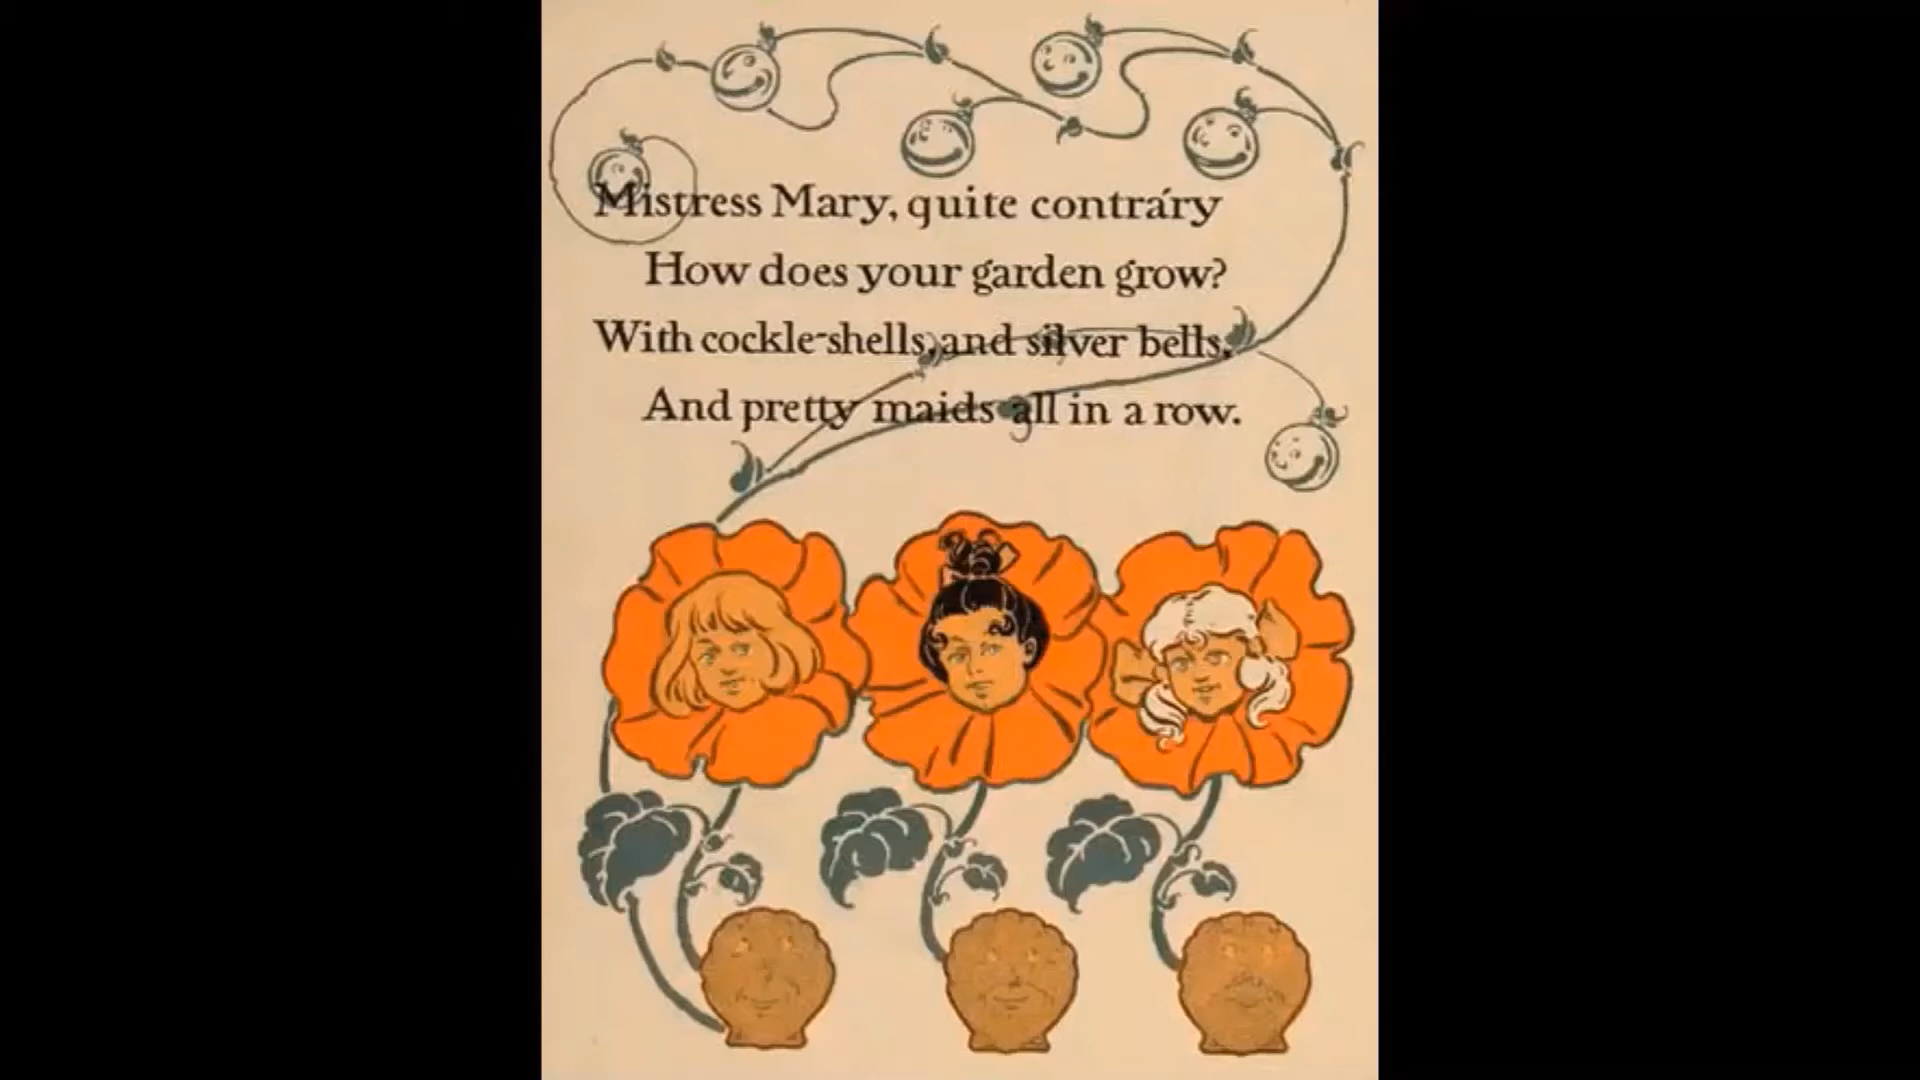 Mistress Mary, quite contráry
How does your garden grow?
With cockle-shells, and silver bells,
And pretty maids all in a row.